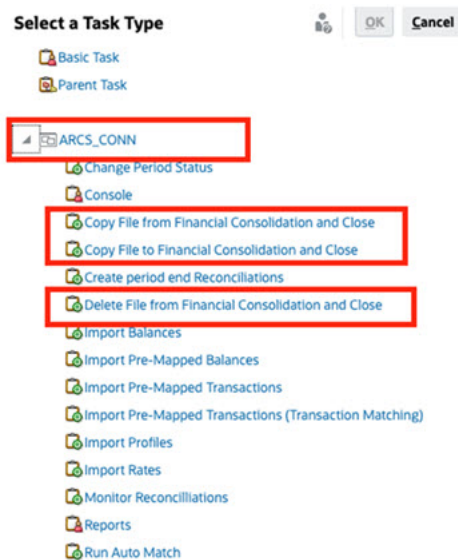 Select a Task Type
OK Cancel
Basic Task
Parent Task
ARCS_CONN
Change Period Status
Console
Copy File from Financial Consolidation and Close
Copy File to Financial Consolidation and Close
Create period end Reconciliations
Delete File from Financial Consolidation and Close
Import Balances
Import Pre-Mapped Balances
Import Pre-Mapped Transactions
Import Pre-Mapped Transactions (Transaction Matching)
Import Profiles
Import Rates
Monitor Reconcilliations
Reports
Run Auto Match